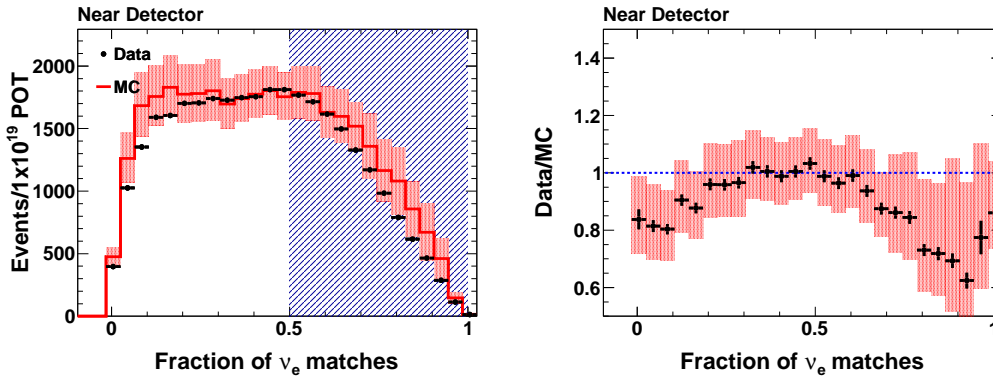 Near Detector
Data
MC
Events/1x10¹⁹ POT
2000
1500
1000
500
0
0
0.5
1
Fraction of νₑ matches
Near Detector
Data/MC
1.4
1.2
1
0.8
0.6
0
0.5
1
Fraction of νₑ matches